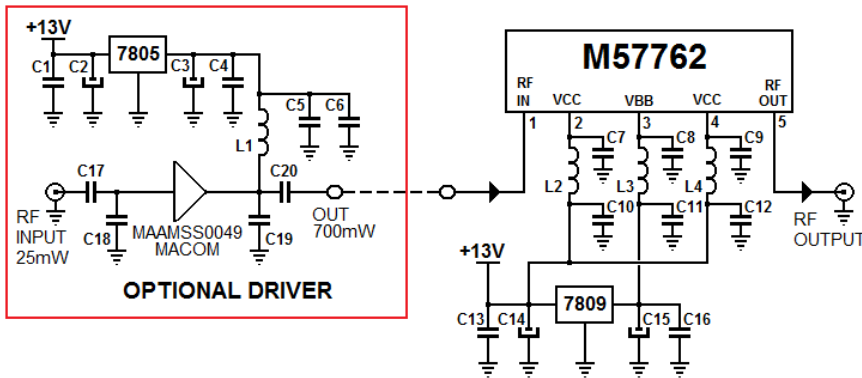 +13V
7805
C1
C2
C3
C4
C5
C6
L1
C17
C20
RF
INPUT
25mW
C18
MAAMSS0049
MACOM
C19
OUT
700mW
OPTIONAL DRIVER
M57762
RF
IN
VCC
VBB
VCC
RF
OUT
1
2
3
4
5
C7
C8
C9
L2
L3
L4
C10
C11
C12
RF
OUTPUT
+13V
7809
C13
C14
C15
C16